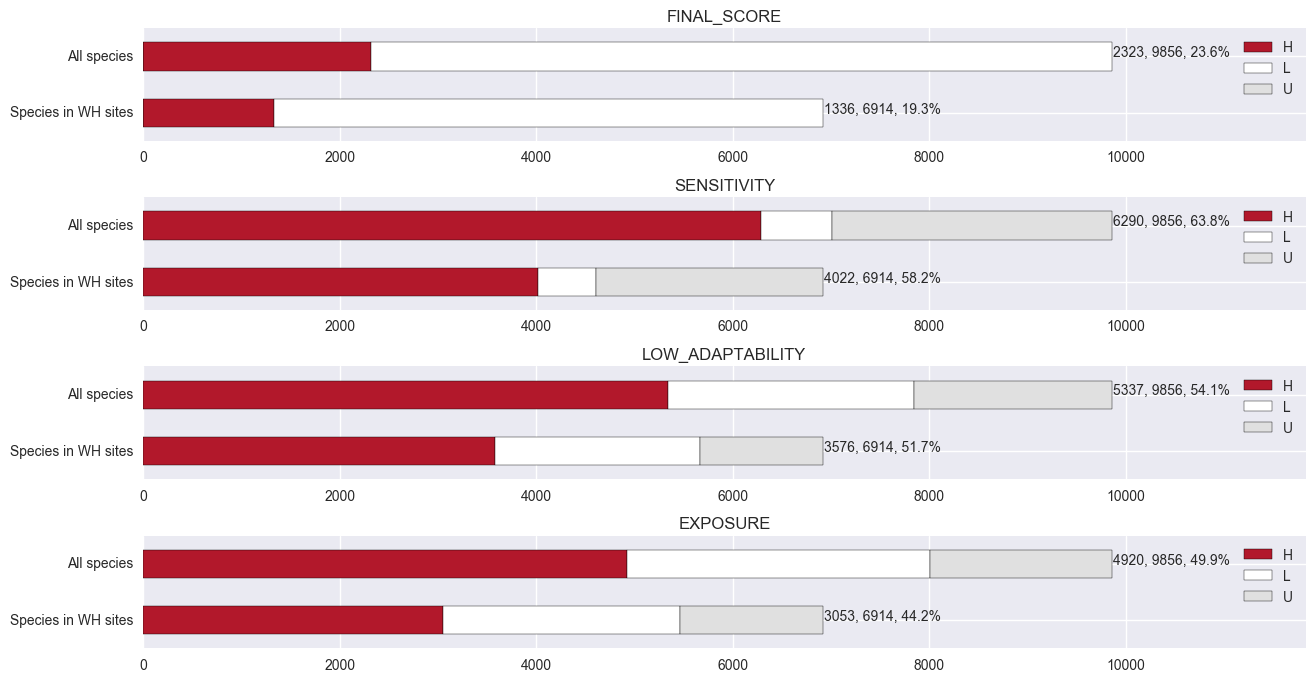 FINAL_SCORE
All species
2323, 9856, 23.6%
H
L
U
Species in WH sites
1336, 6914, 19.3%
0 2000 4000 6000 8000 10000
SENSITIVITY
All species
6290, 9856, 63.8%
H
L
U
Species in WH sites
4022, 6914, 58.2%
0 2000 4000 6000 8000 10000
LOW_ADAPTABILITY
All species
5337, 9856, 54.1%
H
L
U
Species in WH sites
3576, 6914, 51.7%
0 2000 4000 6000 8000 10000
EXPOSURE
All species
4920, 9856, 49.9%
H
L
U
Species in WH sites
3053, 6914, 44.2%
0 2000 4000 6000 8000 10000